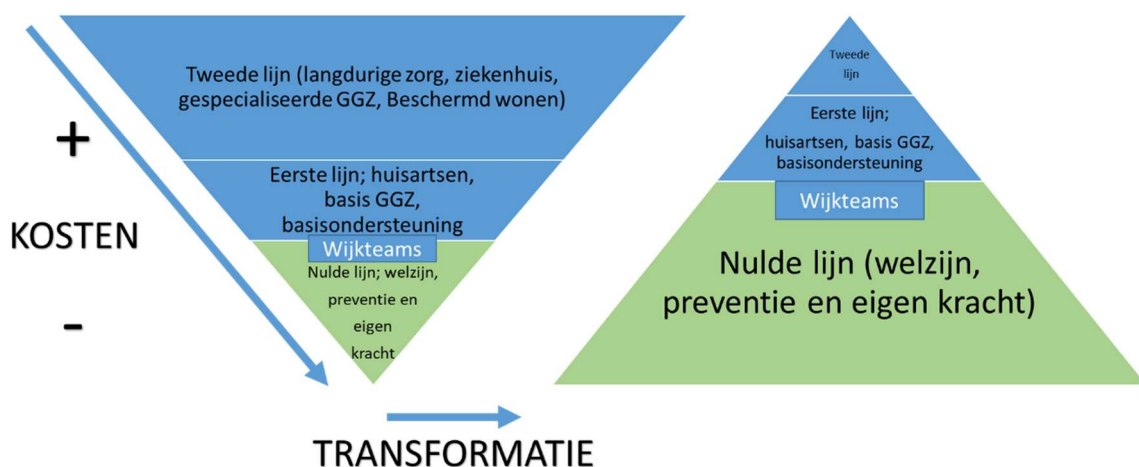 Tweede lijn (langdurige zorg, ziekenhuis,
gespecialiseerde GGZ, Beschermd wonen)
+
Eerste lijn; huisartsen,
basis GGZ,
basisondersteuning
KOSTEN
Wijkteams
Nulde lijn; welzijn,
preventie en
eigen
kracht
-
TRANSFORMATIE
Tweede
lijn
Eerste lijn;
huisartsen, basis GGZ,
basisondersteuning
Wijkteams
Nulde lijn (welzijn,
preventie en eigen kracht)